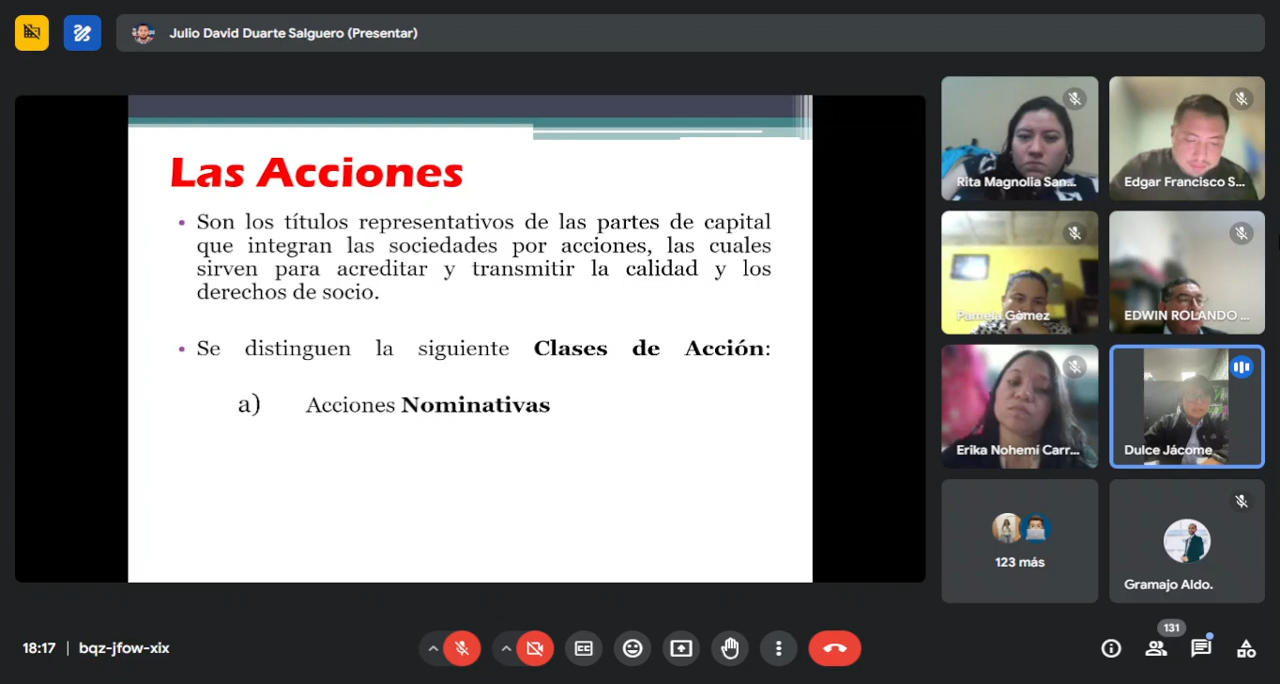 Julio David Duarte Salguero (Presentar)
Las Acciones
• Son los títulos representativos de las partes de capital
que integran las sociedades por acciones, las cuales
sirven para acreditar y transmitir la calidad y los
derechos de socio.
• Se distinguen la siguiente Clases de Acción:
a) Acciones Nominativas
Rita Magnolia San...
Edgar Francisco S...
Pamela Gòmez
EDWIN ROLANDO ...
Erika Nohemí Carr...
Dulce Jácome
123 más
Gramajo Aldo.
18:17 | bqz-jfow-xix
CC
131